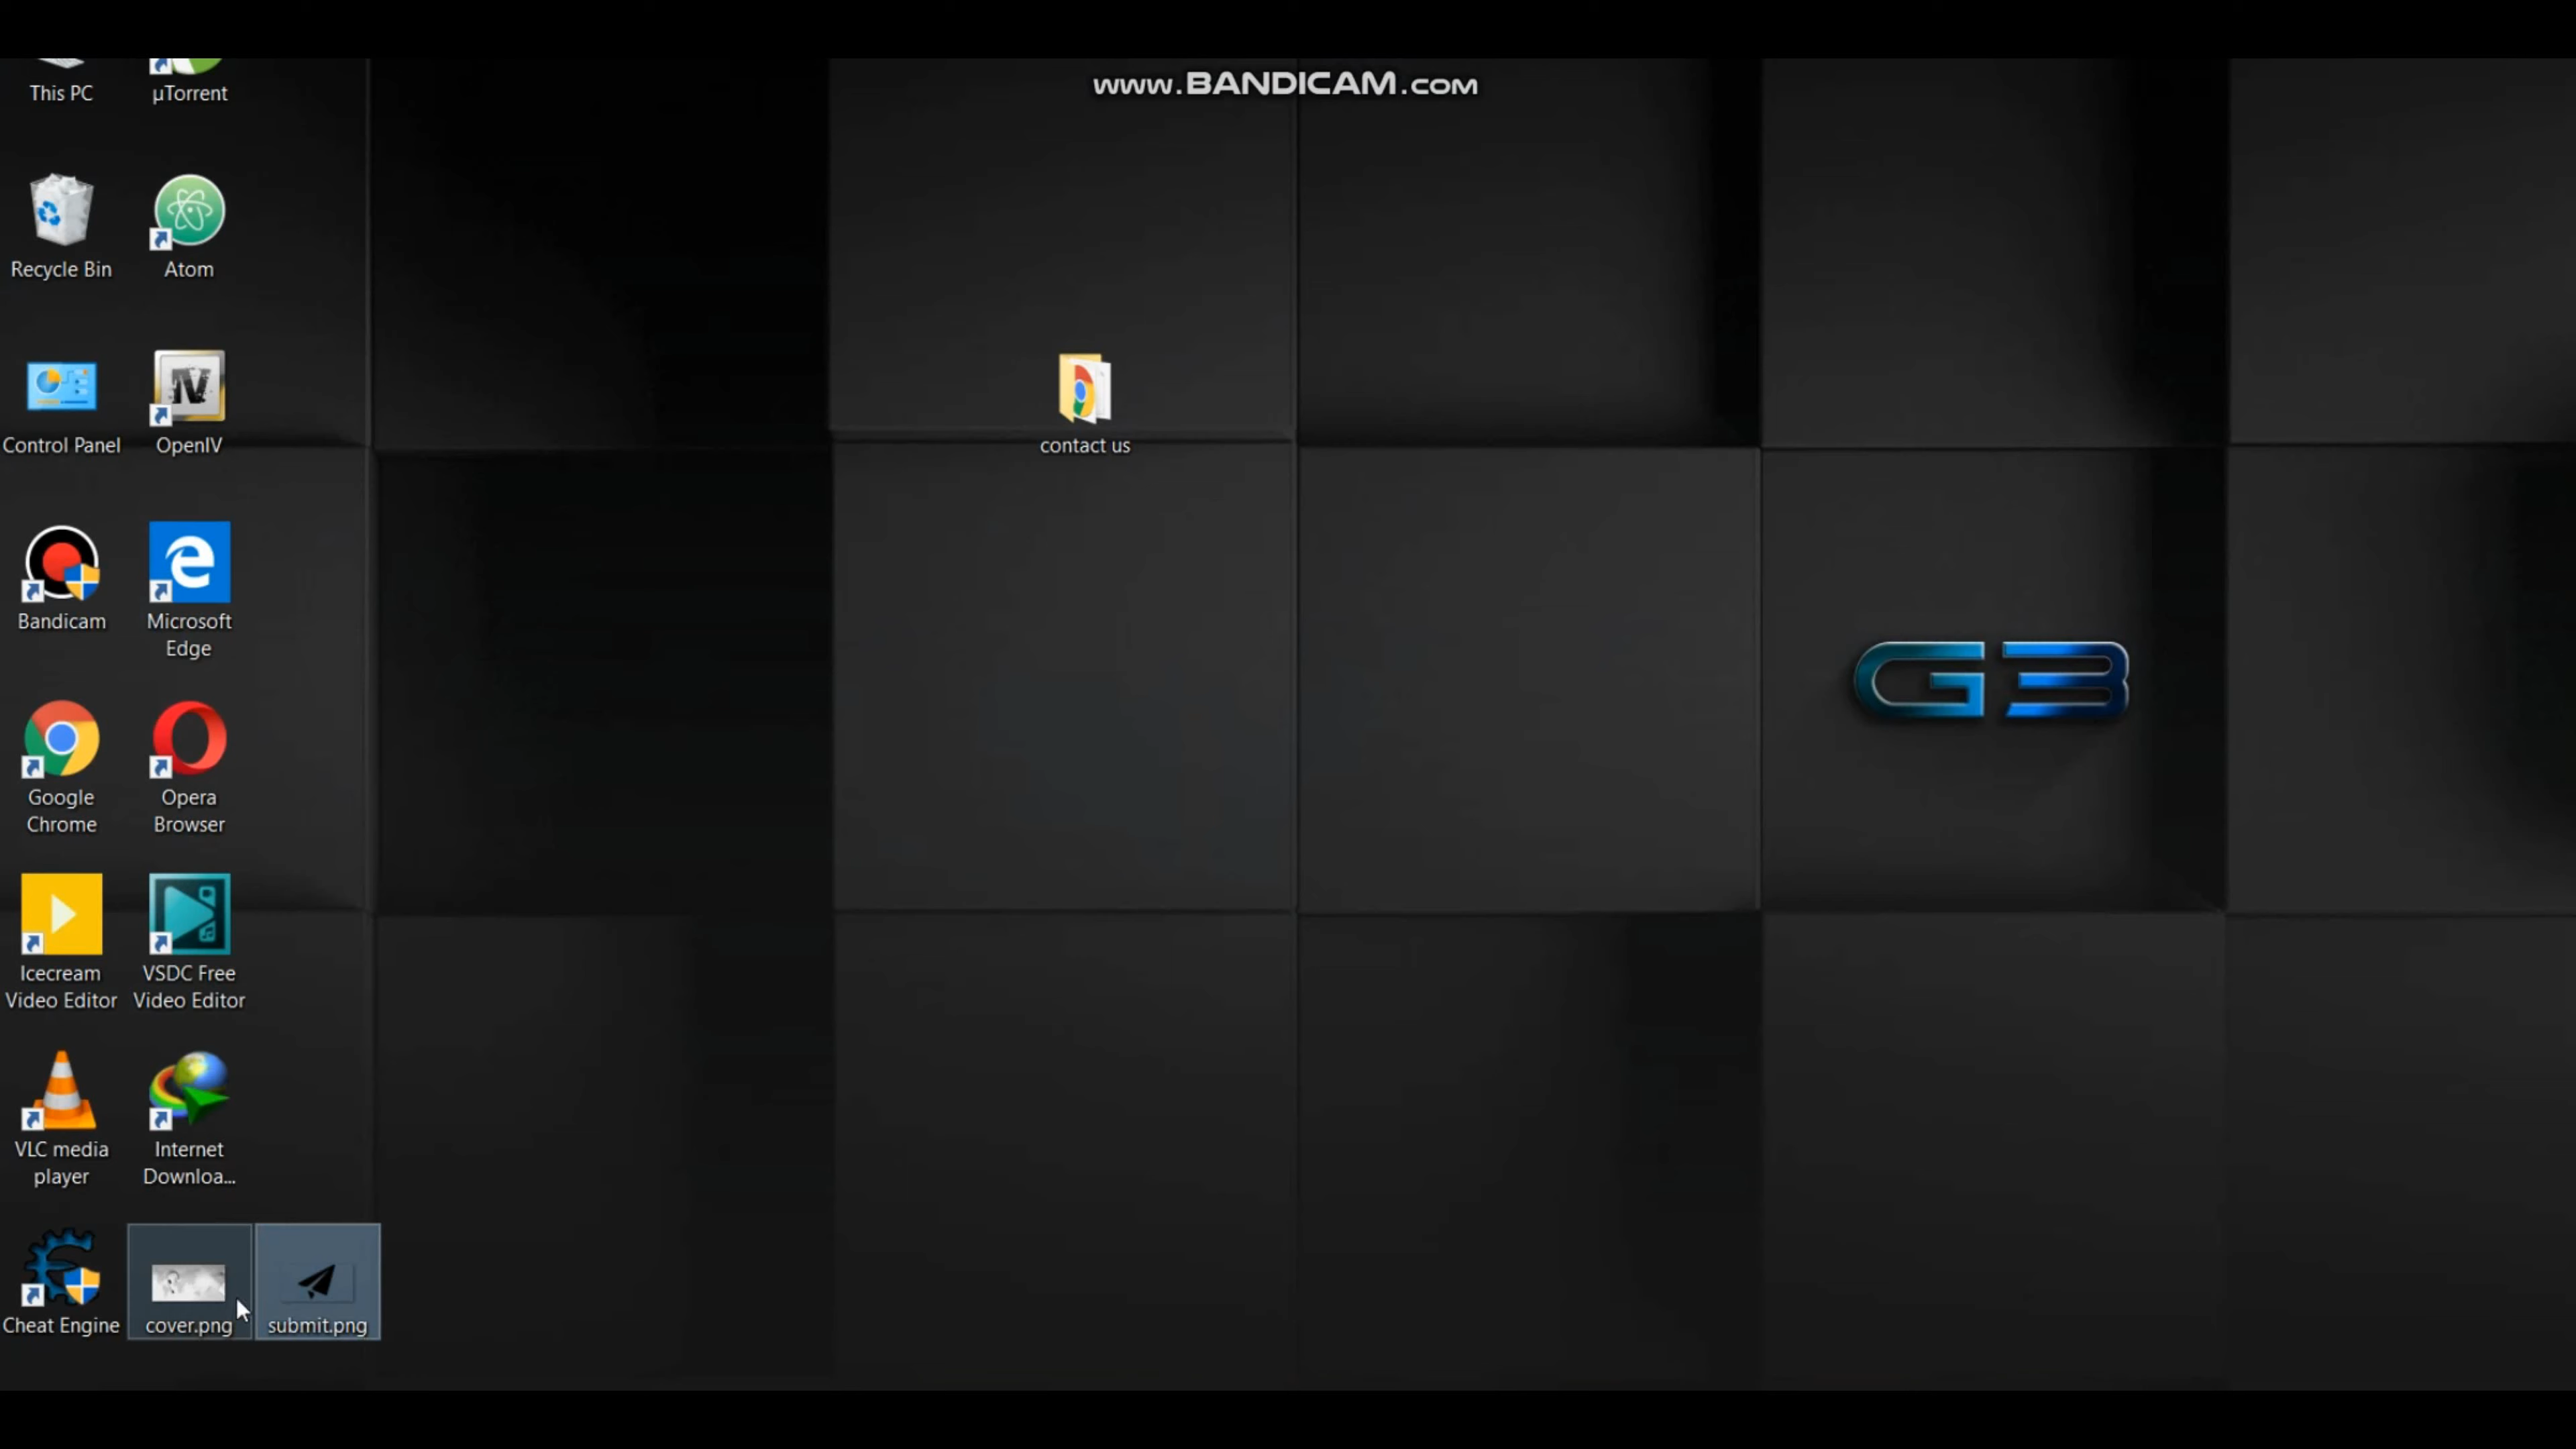 www.BANDICAM.com
This PC
µTorrent
Recycle Bin
Atom
Control Panel
OpenIV
contact us
Bandicam
Microsoft
Edge
G3
Google
Chrome
Opera
Browser
Icecream
Video Editor
VSDC Free
Video Editor
VLC media
player
Internet
Downloa...
Cheat Engine
cover.png
submit.png